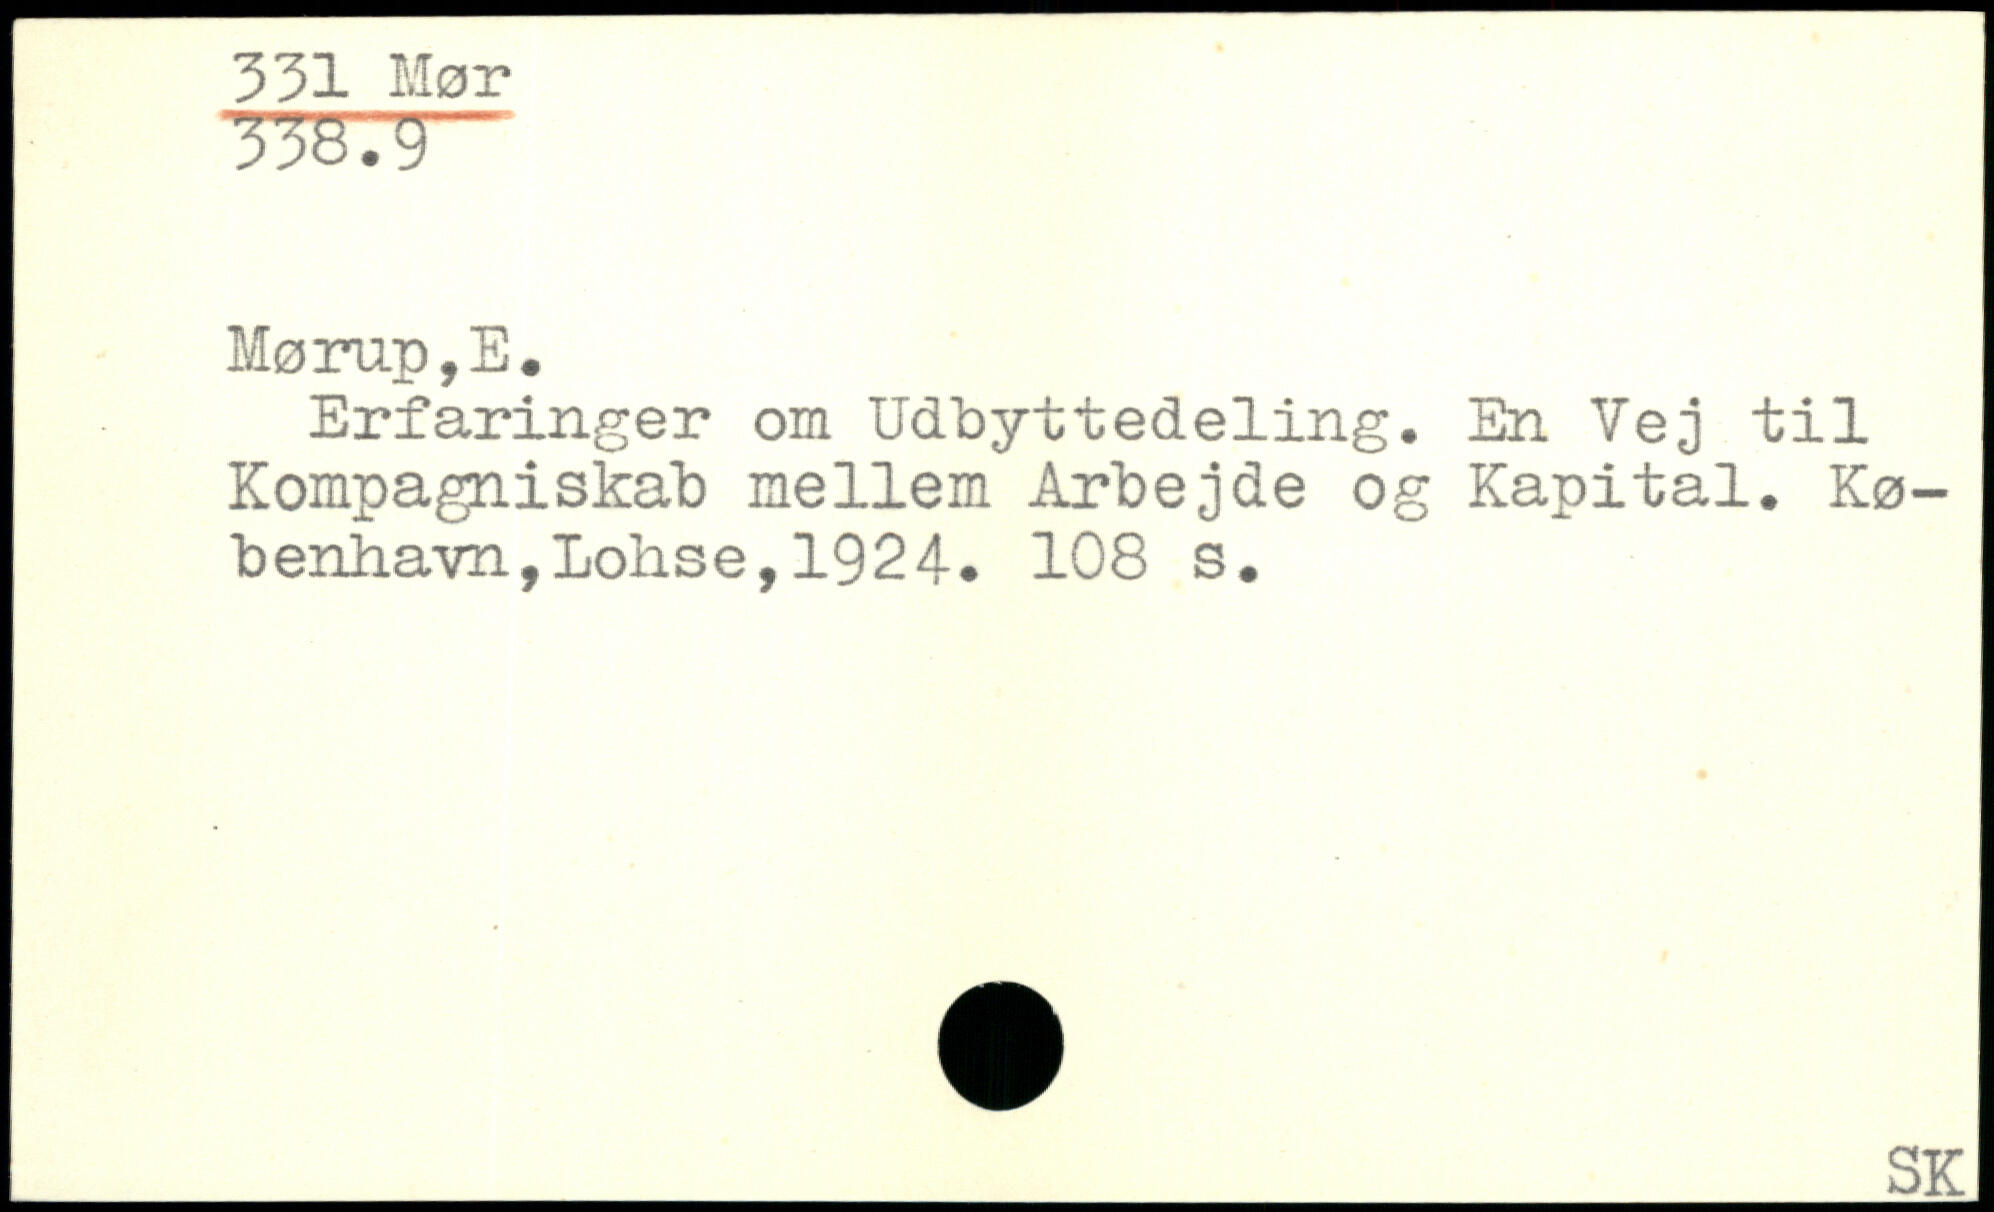 331 Mør
338.9
Mørup,E.
Erfaringer om Udbyttedeling. En Vej til
Kompagniskab mellem Arbejde og Kapital. Kø-
benhavn,Lohse,1924. 108 s.
SK